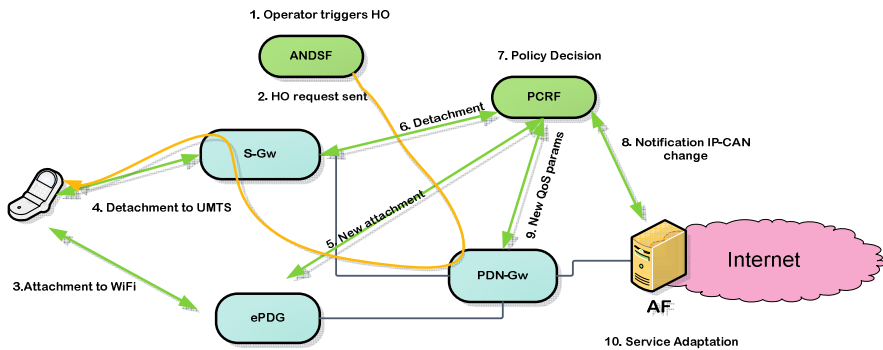 1. Operator triggers HO
ANDSF
7. Policy Decision
2. HO request sent
PCRF
6. Detachment
S-Gw
8. Notification IP-CAN
change
9. New QoS params
4. Detachment to UMTS
5. New attachment
PDN-Gw
Internet
3.Attachment to WiFi
ePDG
AF
10. Service Adaptation